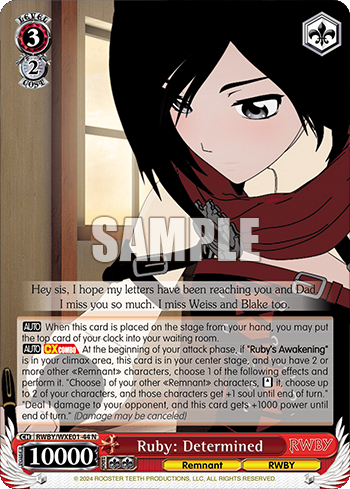 LEVEL
3
2
COST
SAMPLE
Hey sis, I hope my letters have been reaching you and Dad.
I miss you so much. I miss Weiss and Blake too.
AUTO When this card is placed on the stage from your hand, you may put
the top card of your clock into your waiting room.
AUTO CX COMBO At the beginning of your attack phase, if "Ruby's Awakening"
is in your climax area, this card is in your center stage, and you have 2 or
more other «Remnant» characters, choose 1 of the following effects and
perform it. "Choose 1 of your other «Remnant» characters, it, choose up
to 2 of your characters, and those characters get +1 soul until end of turn."
"Deal 1 damage to your opponent, and this card gets +1000 power until
end of turn." (Damage may be canceled)
CH RWBY/WXE01-44 N
10000
Ruby: Determined
RWBY
Remnant
RWBY
© 2024 ROOSTER TEETH PRODUCTIONS, LLC, ALL RIGHTS RESERVED.